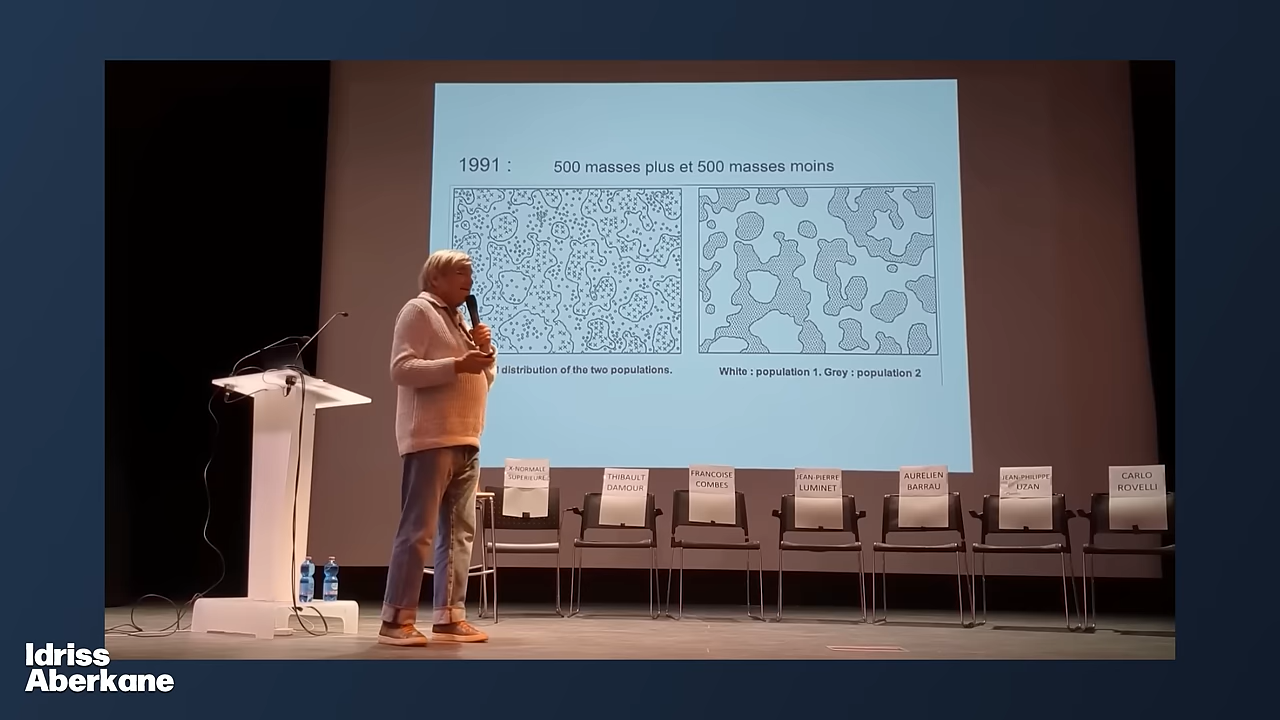 1991 : 500 masses plus et 500 masses moins
distribution of the two populations.
White : population 1. Grey : population 2
X-NORMALE
SUPERIEURE
THIBAULT
DAMOUR
FRANCOISE
COMBES
JEAN-PIERRE
LUMINET
AURELIEN
BARRAU
JEAN-PHILIPPE
UZAN
CARLO
ROVELLI
Idriss
Aberkane